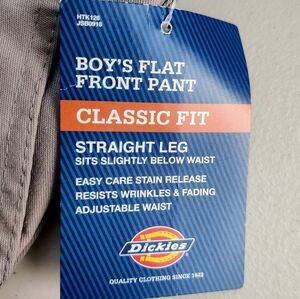 HTK126
JSB0916
BOY'S FLAT
FRONT PANT
CLASSIC FIT
STRAIGHT LEG
SITS SLIGHTLY BELOW WAIST
EASY CARE STAIN RELEASE
RESISTS WRINKLES & FADING
ADJUSTABLE WAIST
Dickies
QUALITY CLOTHING SINCE 1922